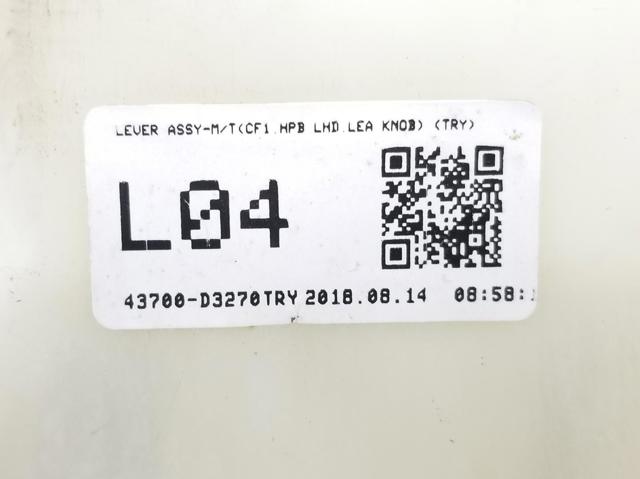 LEVER ASSY-M/T(CF1.HPB LHD.LEA KNOB) (TRY)
L04
43700-D3270TRY 2018.08.14 08:58: